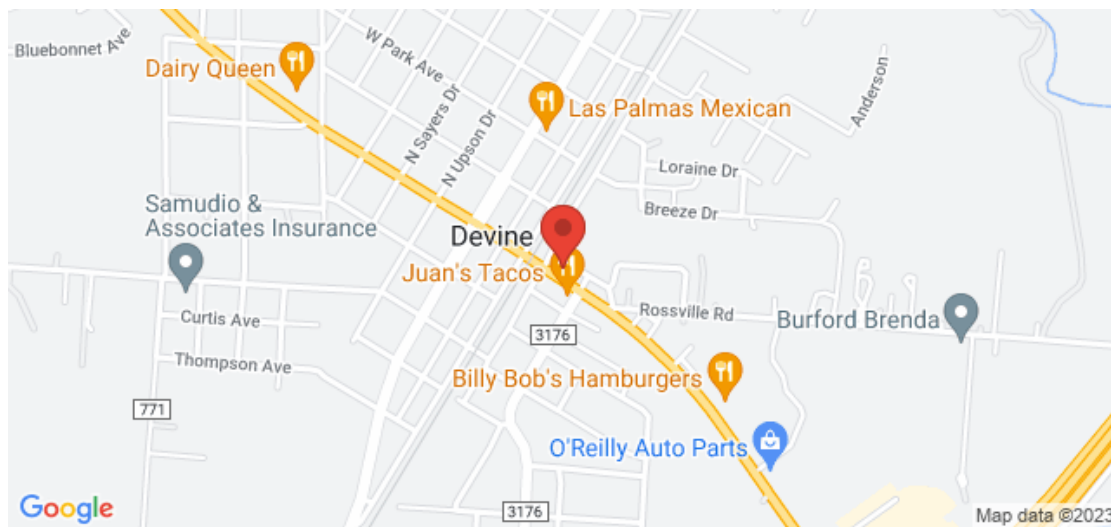 Bluebonnet Ave
Dairy Queen
W Park Ave
Las Palmas Mexican
Anderson
N Sayers Dr
N Upson Dr
Loraine Dr
Breeze Dr
Samudio &
Associates Insurance
Devine
Juan's Tacos
Curtis Ave
Rossville Rd
Burford Brenda
3176
Thompson Ave
Billy Bob's Hamburgers
771
O'Reilly Auto Parts
3176
Google
Map data ©2023